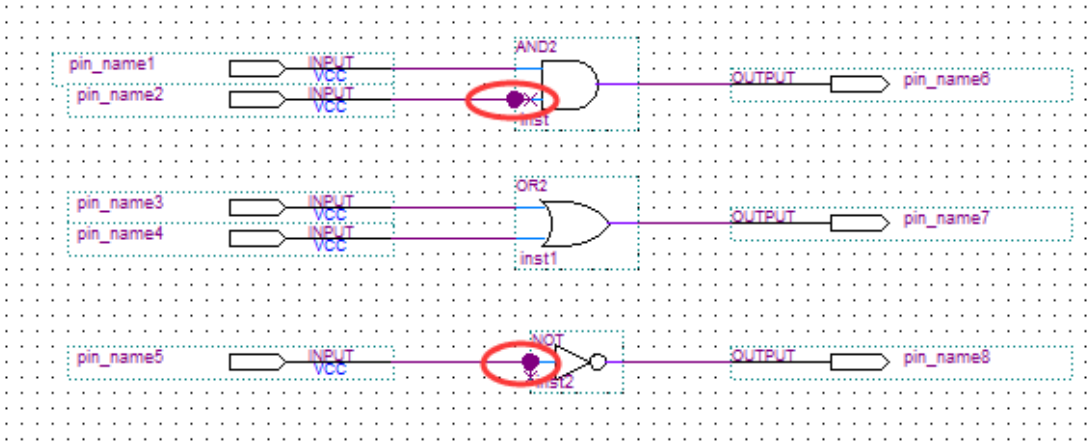 AND2
pin_name1 INPUT VCC
pin_name2 INPUT VCC
OUTPUT pin_name6
inst
OR2
pin_name3 INPUT VCC
pin_name4 INPUT VCC
OUTPUT pin_name7
inst1
NOT
pin_name5 INPUT VCC
OUTPUT pin_name8
inst2